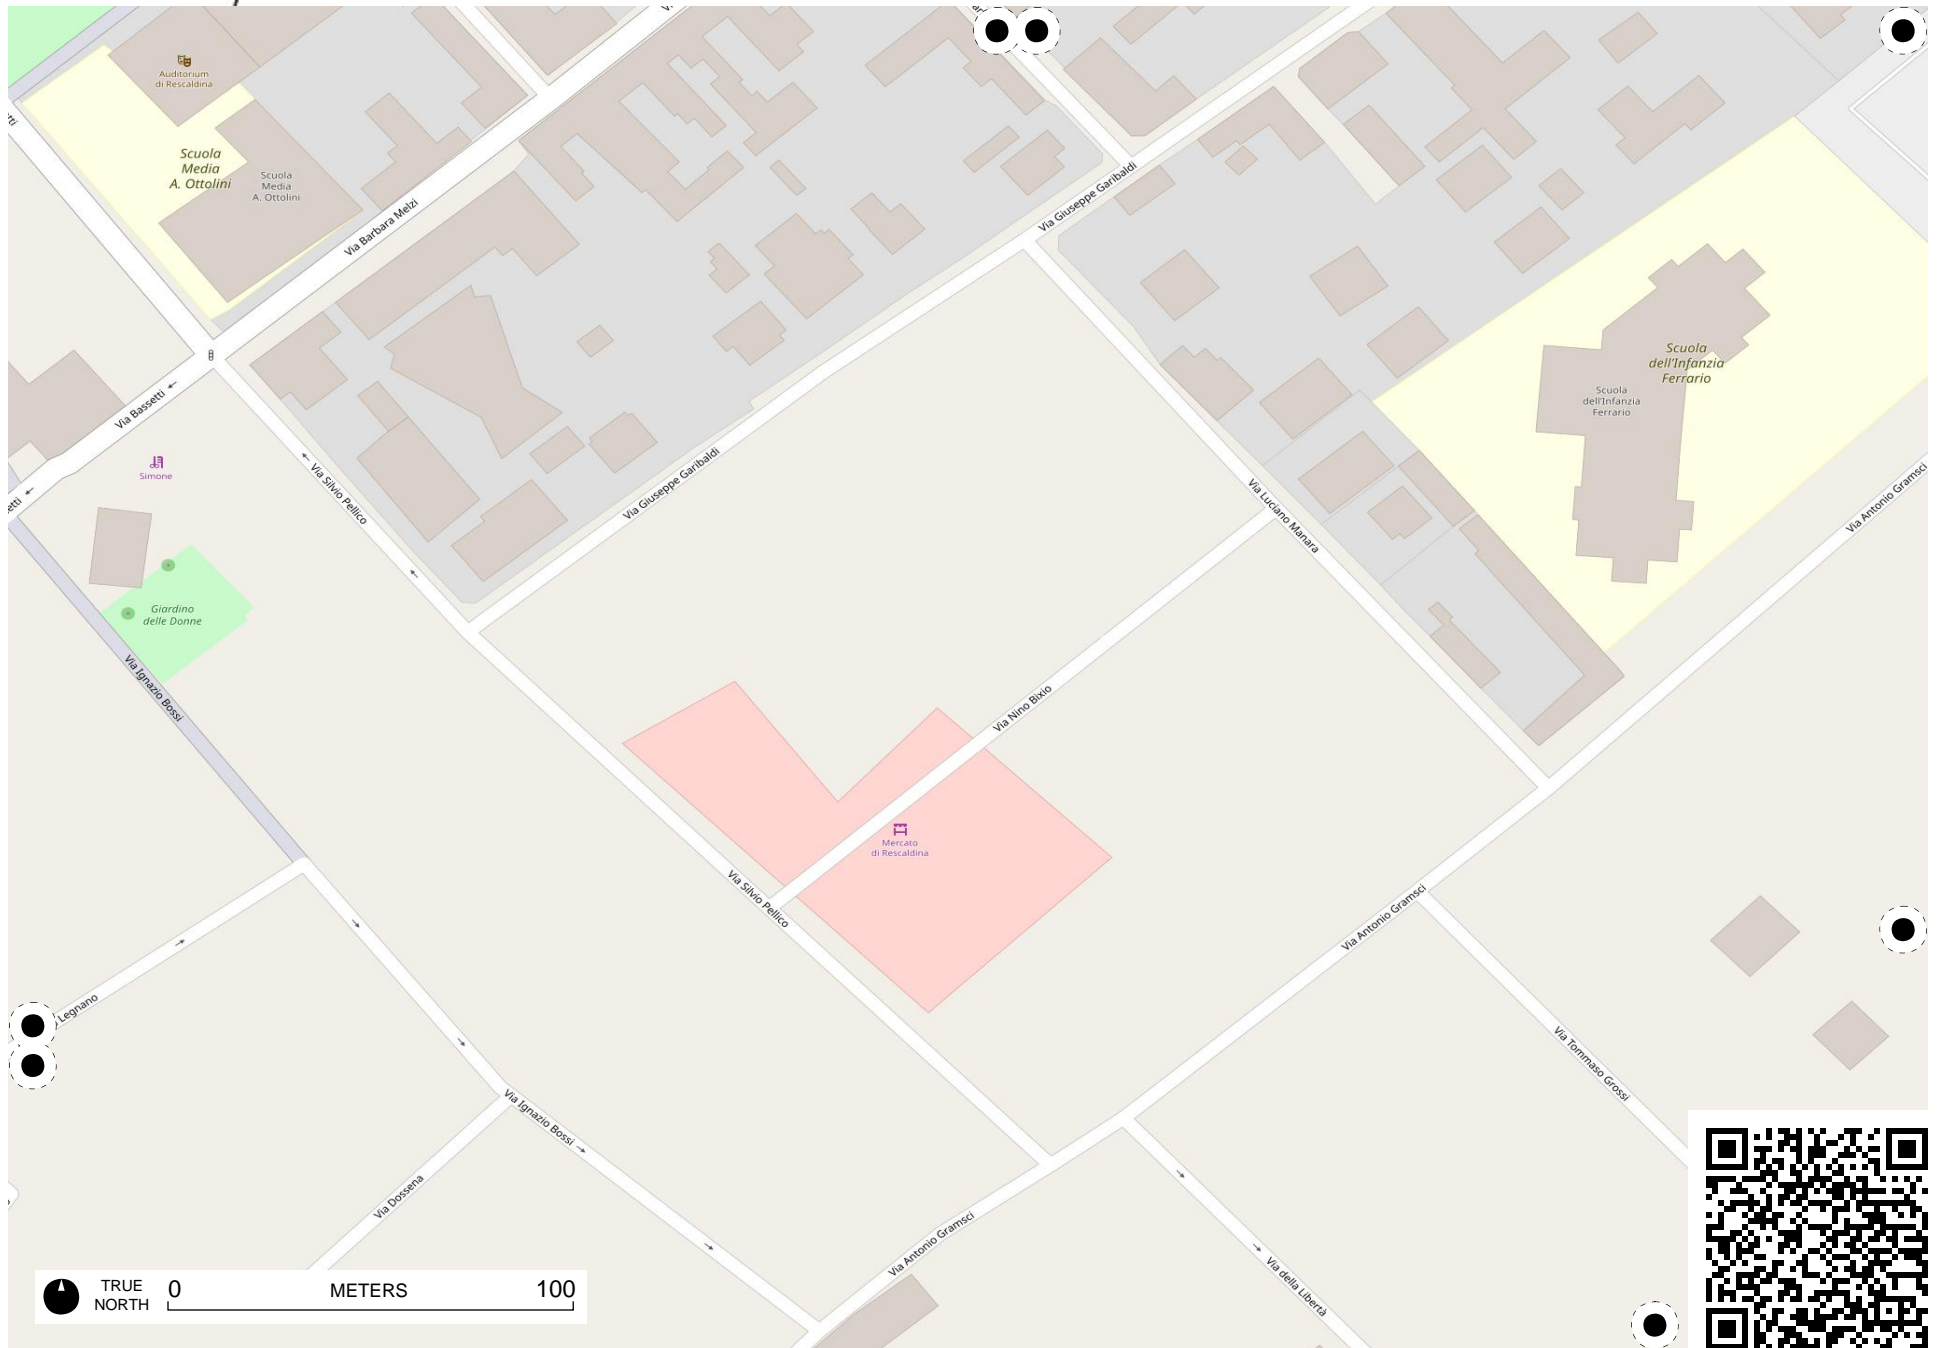 Auditorium
di Rescaldina
Scuola
Media
A. Ottolini
Scuola
Media
A. Ottolini
Via Barbara Melzi
Via Giuseppe Garibaldi
Via Bassetti
Simone
Via Silvio Pellico
Via Giuseppe Garibaldi
Scuola
dell'Infanzia
Ferrario
Scuola
dell'Infanzia
Ferrario
Via Luciano Manara
Via Antonio Gramsci
Giardino
delle Donne
Via Ignazio Bossi
Via Nino Bixio
Mercato
di Rescaldina
Via Silvio Pellico
Via Antonio Gramsci
Legnano
Via Tommaso Grossi
Via Ignazio Bossi
Via Dossena
Via Antonio Gramsci
Via della Libertà
TRUE
NORTH
0 METERS 100